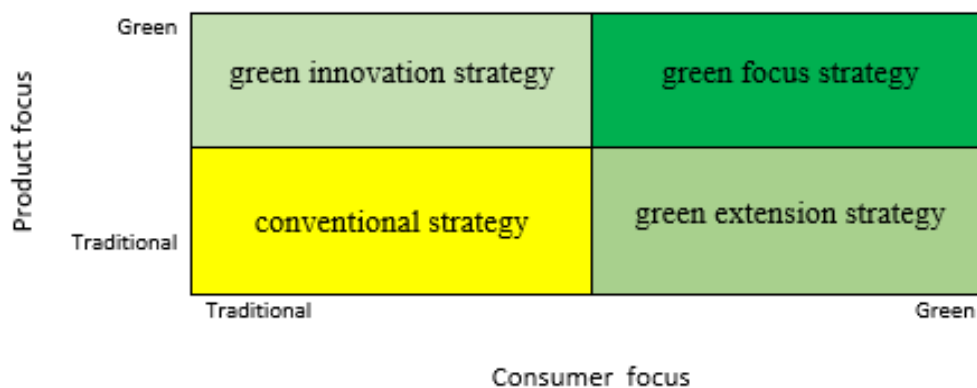 Green
green innovation strategy
green focus strategy
Product focus
conventional strategy
green extension strategy
Traditional
Traditional
Green
Consumer focus